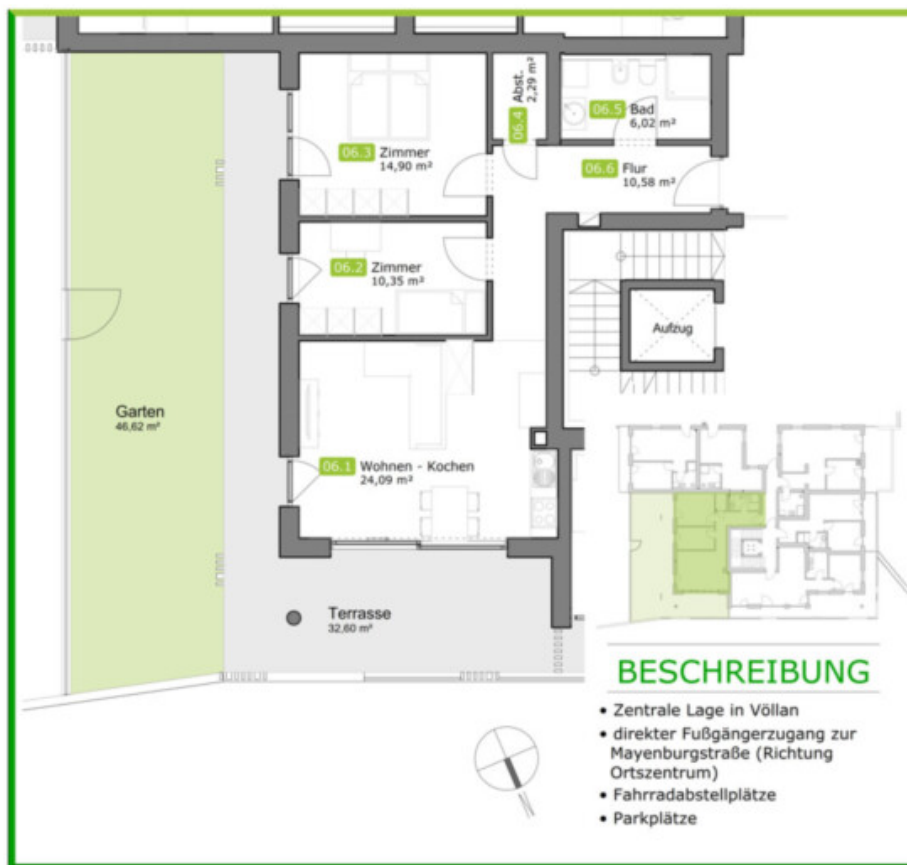 06.3 Zimmer
14,90 m²
06.4 Abst.
2,29 m²
06.5 Bad
6,02 m²
06.6 Flur
10,58 m²
06.2 Zimmer
10,35 m²
Aufzug
Garten
46,62 m²
06.1 Wohnen - Kochen
24,09 m²
Terrasse
32,60 m²
BESCHREIBUNG
• Zentrale Lage in Völlan
• direkter Fußgängerzugang zur
Mayenburgstraße (Richtung
Ortszentrum)
• Fahrradabstellplätze
• Parkplätze